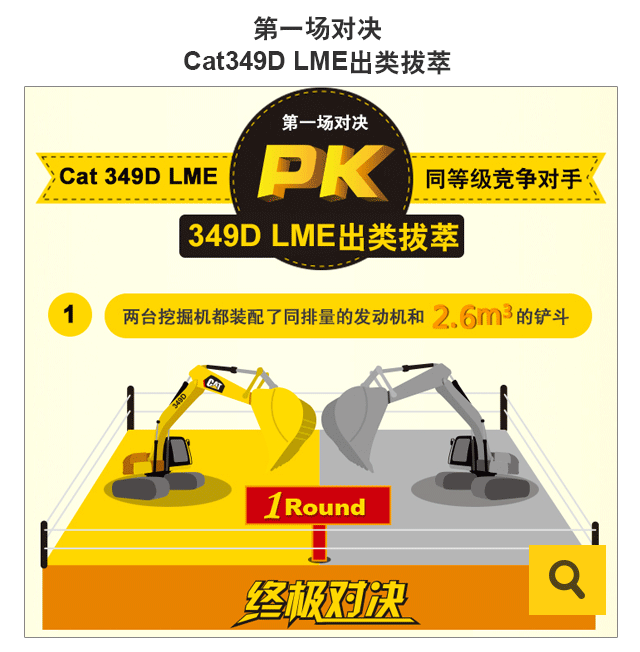 第一场对决
Cat349D LME出类拔萃
第一场对决
Cat 349D LME
PK
同等级竞争对手
349D LME出类拔萃
1
两台挖掘机都装配了同排量的发动机和 2.6m³ 的铲斗
CAT
349D
1 Round
终极对决